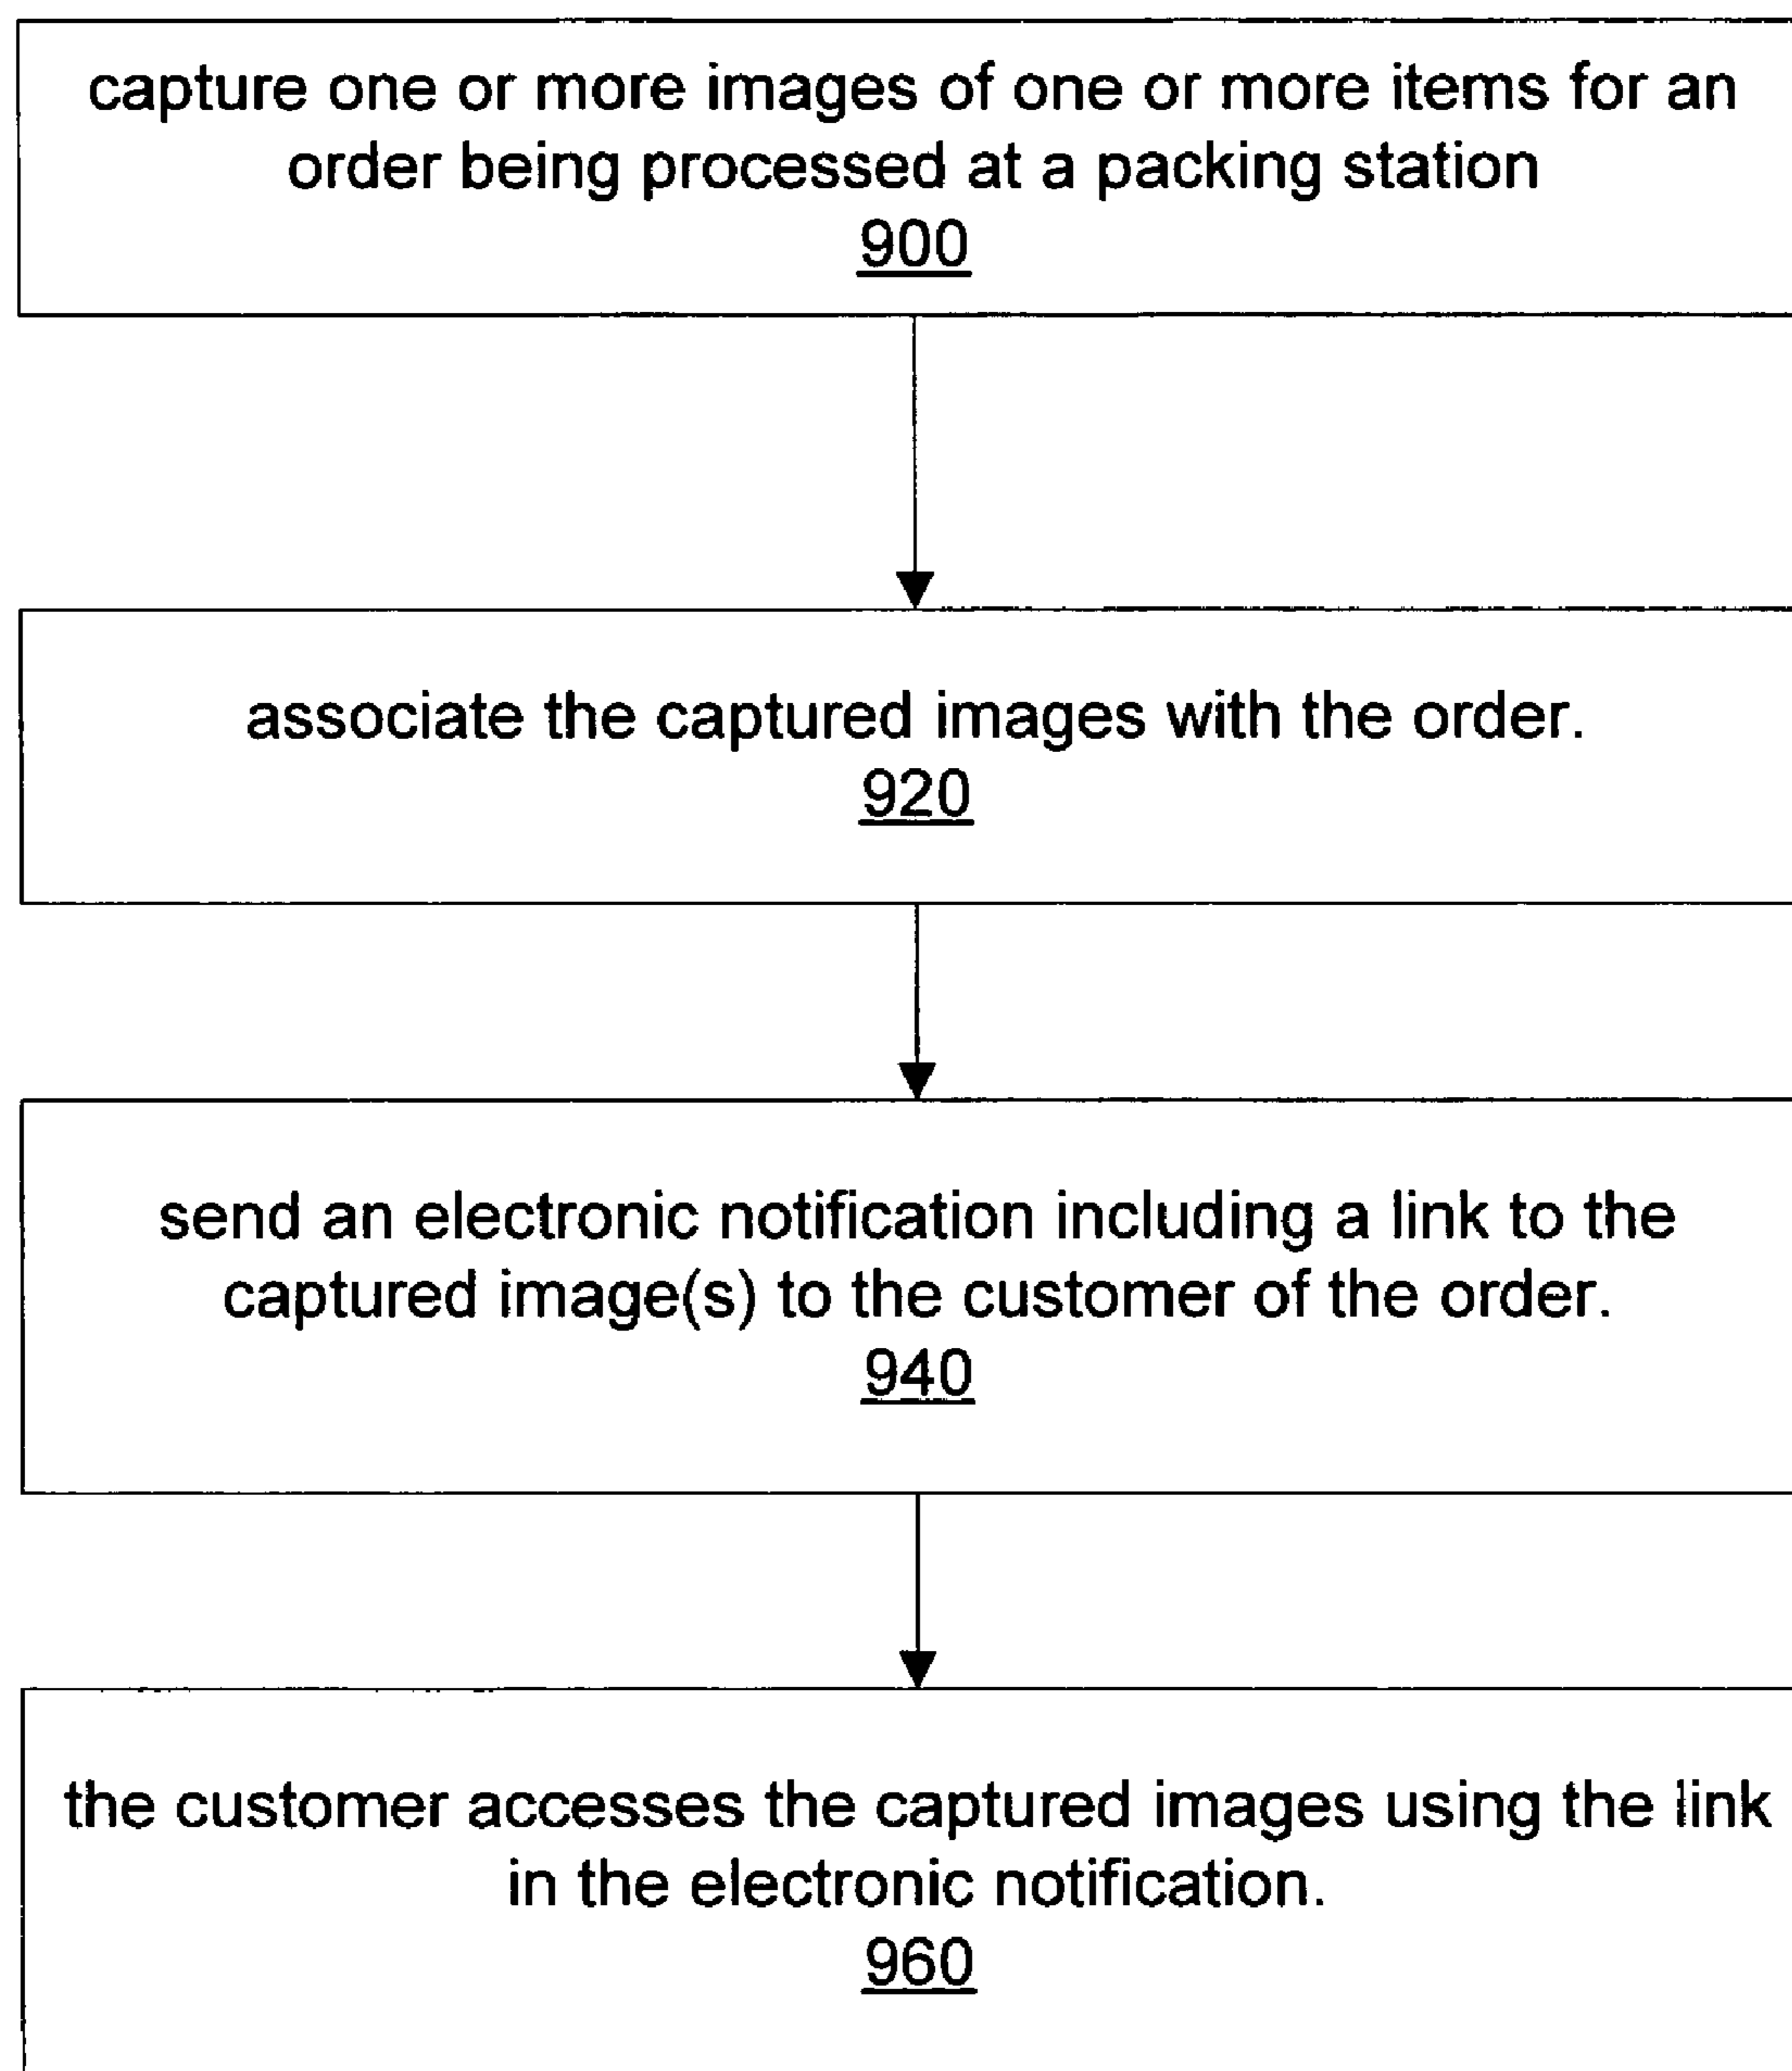 capture one or more images of one or more items for an
order being processed at a packing station
900
associate the captured images with the order.
920
send an electronic notification including a link to the
captured image(s) to the customer of the order.
940
the customer accesses the captured images using the link
in the electronic notification.
960